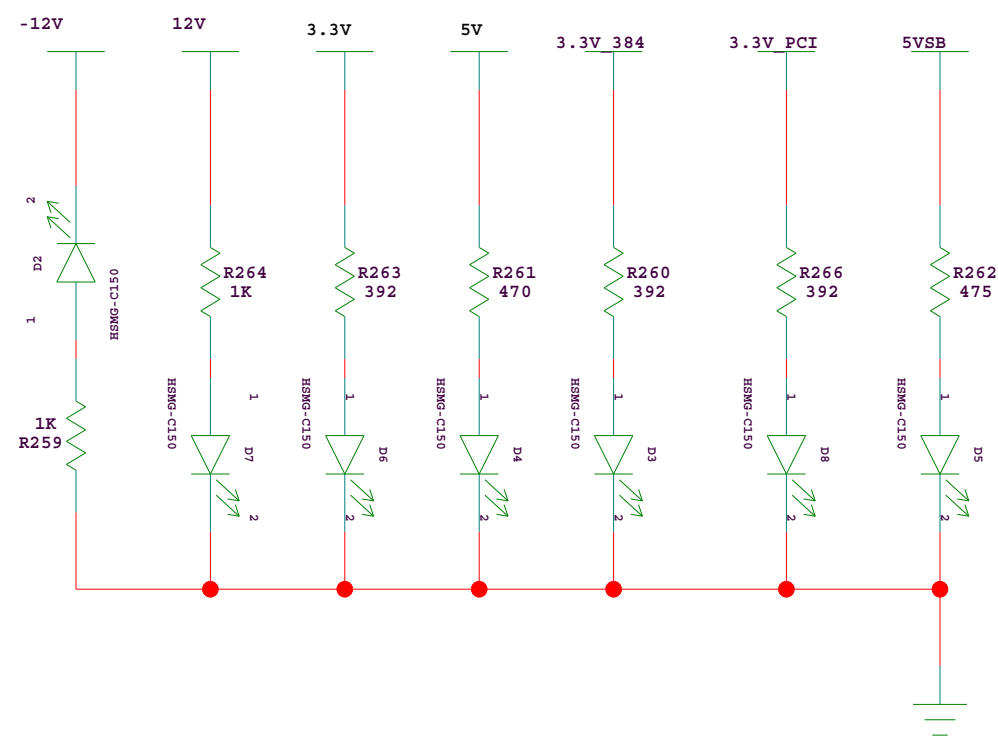 -12V
12V
3.3V
5V
3.3V_384
3.3V_PCI
5VSB
2
D2
1
HSMG-C150
1K
R259
R264
1K
HSMG-C150
1
D7
2
R263
392
HSMG-C150
1
D6
2
R261
470
HSMG-C150
1
D4
2
R260
392
HSMG-C150
1
D3
2
R266
392
HSMG-C150
1
D8
2
R262
475
HSMG-C150
1
D5
2